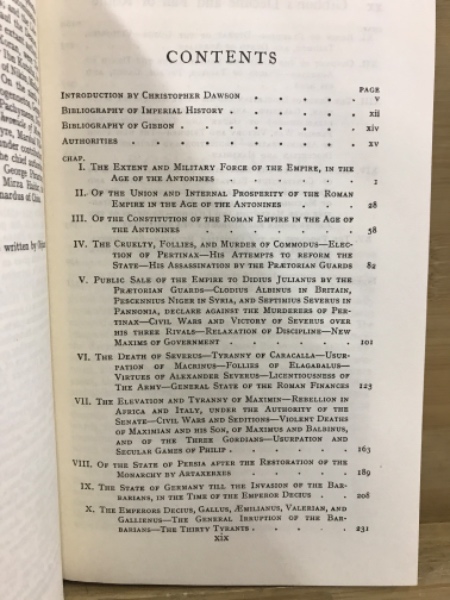 CONTENTS
PAGE
INTRODUCTION BY CHRISTOPHER DAWSON . . . . . v
BIBLIOGRAPHY OF IMPERIAL HISTORY . . . . . . xii
BIBLIOGRAPHY OF GIBBON . . . . . . . . xiv
AUTHORITIES . . . . . . . . . xv
CHAP.
I. THE EXTENT AND MILITARY FORCE OF THE EMPIRE, IN THE
AGE OF THE ANTONINES . . . . . . 1
II. OF THE UNION AND INTERNAL PROSPERITY OF THE ROMAN
EMPIRE IN THE AGE OF THE ANTONINES . . . 28
III. OF THE CONSTITUTION OF THE ROMAN EMPIRE IN THE AGE OF
THE ANTONINES . . . . . . . 58
IV. THE CRUELTY, FOLLIES, AND MURDER OF COMMODUS—ELEC-
TION OF PERTINAX—HIS ATTEMPTS TO REFORM THE
STATE—HIS ASSASSINATION BY THE PRÆTORIAN GUARDS 82
V. PUBLIC SALE OF THE EMPIRE TO DIDIUS JULIANUS BY THE
PRÆTORIAN GUARDS—CLODIUS ALBINUS IN BRITAIN,
PESCENNIUS NIGER IN SYRIA, AND SEPTIMIUS SEVERUS IN
PANNONIA, DECLARE AGAINST THE MURDERERS OF PER-
TINAX—CIVIL WARS AND VICTORY OF SEVERUS OVER
HIS THREE RIVALS—RELAXATION OF DISCIPLINE—NEW
MAXIMS OF GOVERNMENT . . . . . . 101
VI. THE DEATH OF SEVERUS—TYRANNY OF CARACALLA—USUR-
PATION OF MACRINUS—FOLLIES OF ELAGABALUS—
VIRTUES OF ALEXANDER SEVERUS—LICENTIOUSNESS OF
THE ARMY—GENERAL STATE OF THE ROMAN FINANCES 123
VII. THE ELEVATION AND TYRANNY OF MAXIMIN—REBELLION IN
AFRICA AND ITALY, UNDER THE AUTHORITY OF THE
SENATE—CIVIL WARS AND SEDITIONS—VIOLENT DEATHS
OF MAXIMIAN AND HIS SON, OF MAXIMUS AND BALBINUS,
AND OF THE THREE GORDIANS—USURPATION AND
SECULAR GAMES OF PHILIP . . . . . . 163
VIII. OF THE STATE OF PERSIA AFTER THE RESTORATION OF THE
MONARCHY BY ARTAXERXES . . . . . 189
IX. THE STATE OF GERMANY TILL THE INVASION OF THE BAR-
BARIANS, IN THE TIME OF THE EMPEROR DECIUS . . 208
X. THE EMPERORS DECIUS, GALLUS, ÆMILIANUS, VALERIAN, AND
GALLIENUS—THE GENERAL IRRUPTION OF THE BAR-
BARIANS—THE THIRTY TYRANTS . . . . . 231
xix